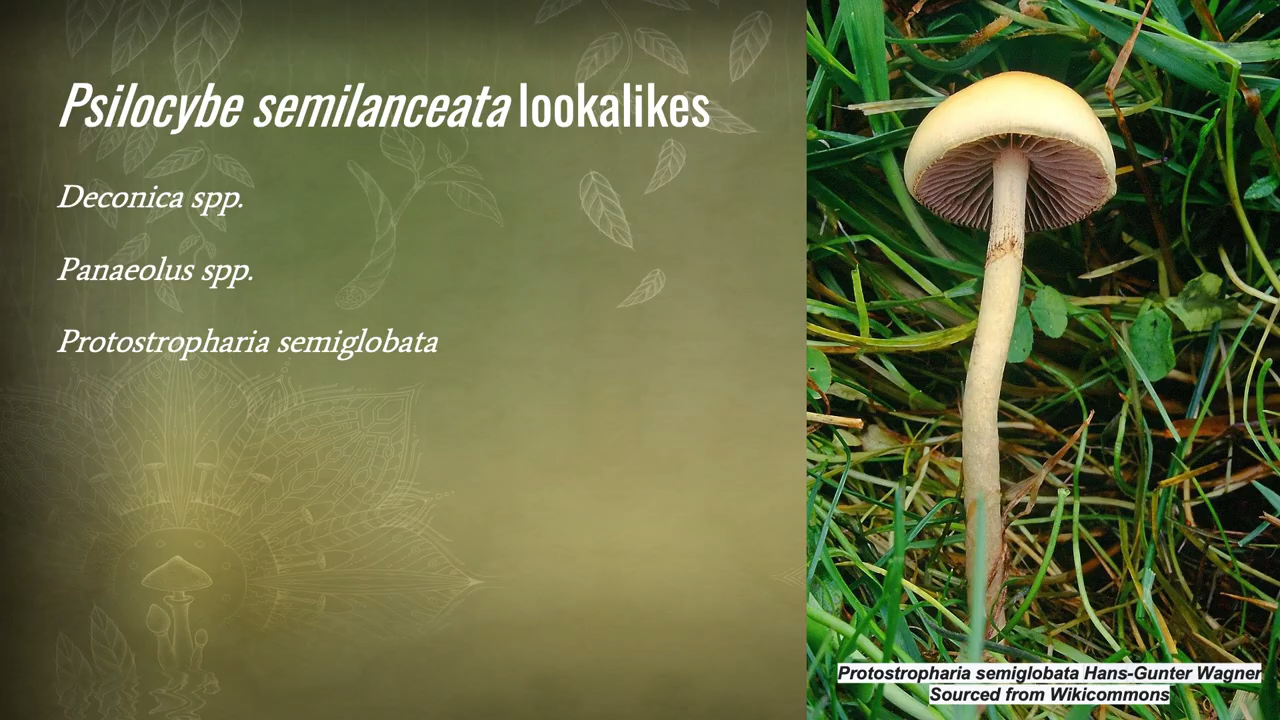 Psilocybe semilanceata lookalikes
Deconica spp.
Panaeolus spp.
Protostropharia semiglobata
Protostropharia semiglobata Hans-Gunter Wagner
Sourced from Wikicommons